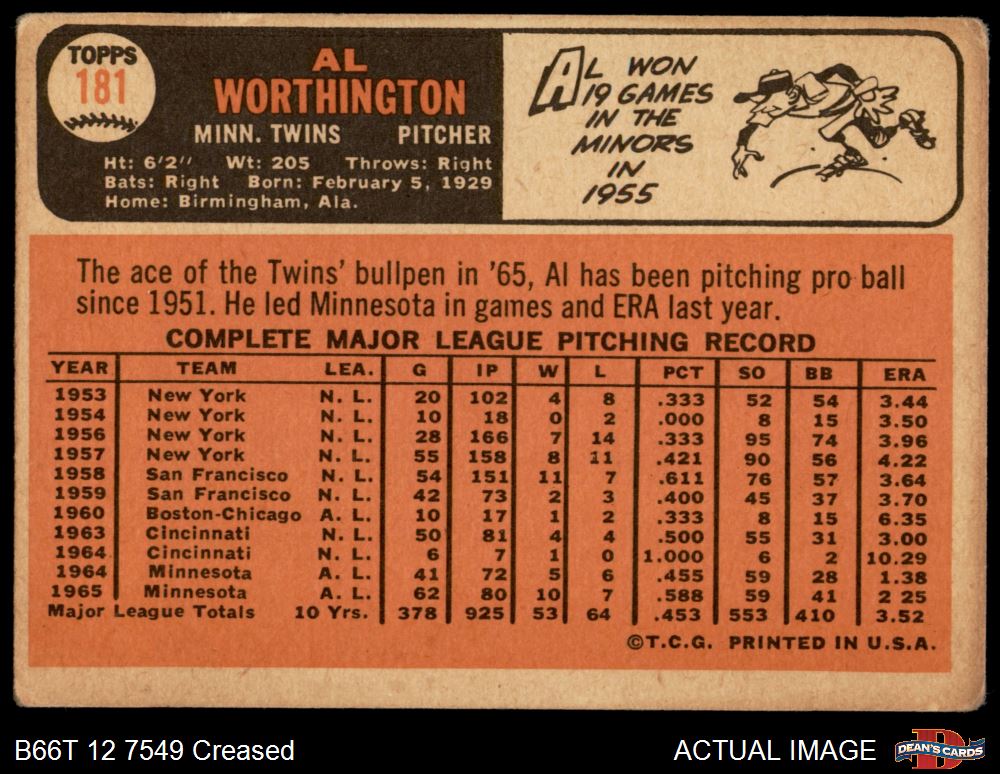 TOPPS
181
AL
WORTHINGTON
MINN. TWINS PITCHER
Ht: 6'2" Wt: 205 Throws: Right
Bats: Right Born: February 5, 1929
Home: Birmingham, Ala.
AL WON
19 GAMES
IN THE
MINORS
IN
1955
The ace of the Twins' bullpen in '65, Al has been pitching pro ball
since 1951. He led Minnesota in games and ERA last year.
COMPLETE MAJOR LEAGUE PITCHING RECORD
YEAR TEAM LEA. G IP W L PCT SO BB ERA
1953 New York N. L. 20 102 4 8 .333 52 54 3.44
1954 New York N. L. 10 18 0 2 .000 8 15 3.50
1956 New York N. L. 28 166 7 14 .333 95 74 3.96
1957 New York N. L. 55 158 8 11 .421 90 56 4.22
1958 San Francisco N. L. 54 151 11 7 .611 76 57 3.64
1959 San Francisco N. L. 42 73 2 3 .400 45 37 3.70
1960 Boston-Chicago A. L. 10 17 1 2 .333 8 15 6.35
1963 Cincinnati N. L. 50 81 4 4 .500 55 31 3.00
1964 Cincinnati N. L. 6 7 1 0 1.000 6 2 10.29
1964 Minnesota A. L. 41 72 5 6 .455 59 28 1.38
1965 Minnesota A. L. 62 80 10 7 .588 59 41 2 25
Major League Totals 10 Yrs. 378 925 53 64 .453 553 410 3.52
©T.C.G. PRINTED IN U.S.A.
B66T 12 7549 Creased ACTUAL IMAGE
D
DEAN'S CARDS